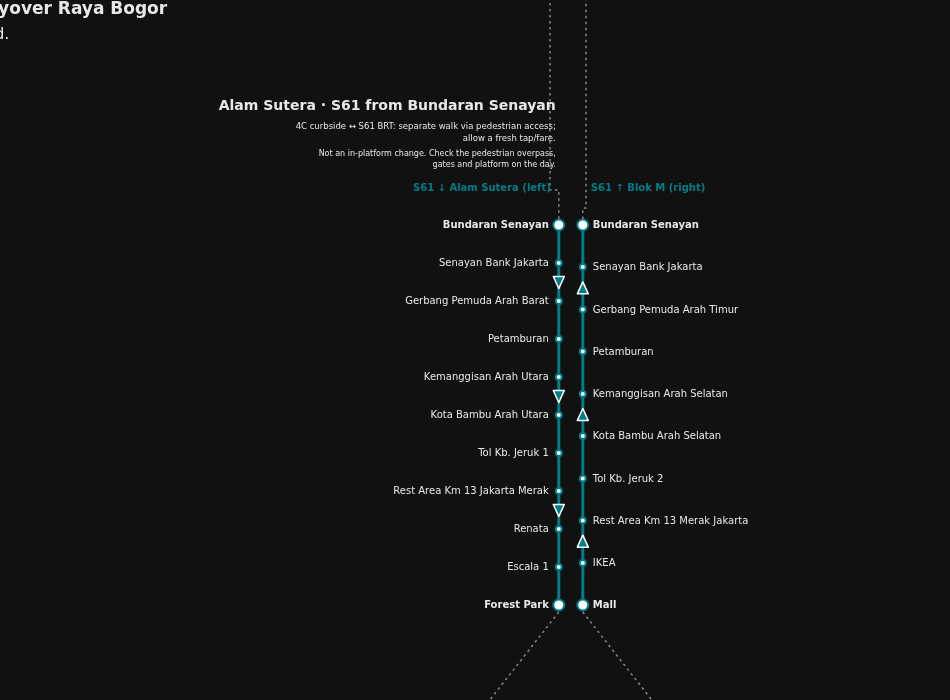 yover Raya Bogor
d.
Alam Sutera · S61 from Bundaran Senayan
4C curbside ↔ S61 BRT: separate walk via pedestrian access;
allow a fresh tap/fare.
Not an in-platform change. Check the pedestrian overpass,
gates and platform on the day.
S61 ↓ Alam Sutera (left)
Bundaran Senayan
Senayan Bank Jakarta
Gerbang Pemuda Arah Barat
Petamburan
Kemanggisan Arah Utara
Kota Bambu Arah Utara
Tol Kb. Jeruk 1
Rest Area Km 13 Jakarta Merak
Renata
Escala 1
Forest Park
S61 ↑ Blok M (right)
Bundaran Senayan
Senayan Bank Jakarta
Gerbang Pemuda Arah Timur
Petamburan
Kemanggisan Arah Selatan
Kota Bambu Arah Selatan
Tol Kb. Jeruk 2
Rest Area Km 13 Merak Jakarta
IKEA
Mall